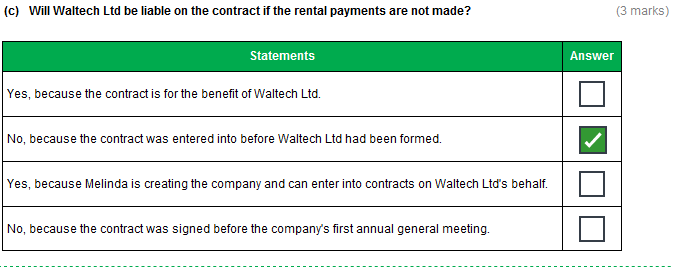 (c) Will Waltech Ltd be liable on the contract if the rental payments are not made? (3 marks)
Statements Answer
Yes, because the contract is for the benefit of Waltech Ltd.
No, because the contract was entered into before Waltech Ltd had been formed.
Yes, because Melinda is creating the company and can enter into contracts on Waltech Ltd's behalf.
No, because the contract was signed before the company's first annual general meeting.